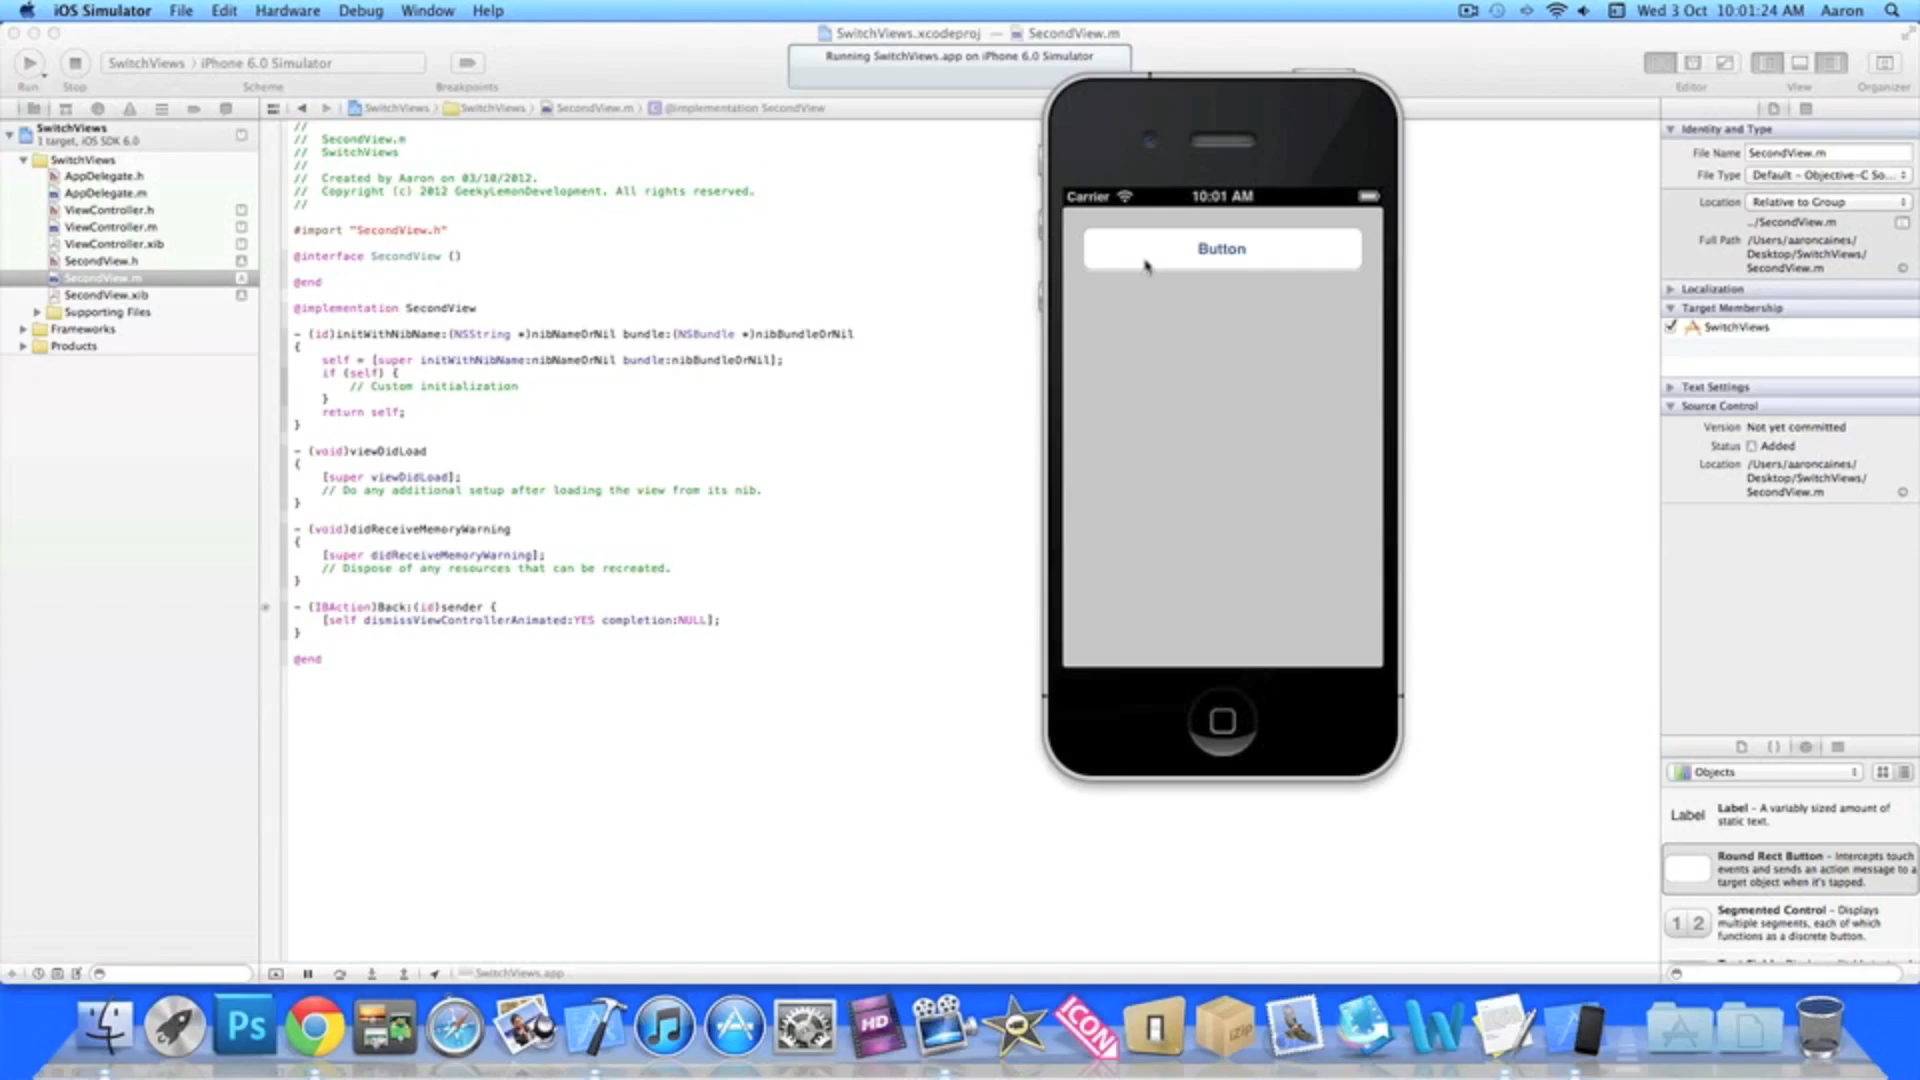 iOS Simulator File Edit Hardware Debug Window Help
Wed 3 Oct 10:01:24 AM Aaron
SwitchViews.xcodeproj — SecondView.m
Running SwitchViews.app on iPhone 6.0 Simulator
SwitchViews › iPhone 6.0 Simulator
Run Stop Scheme Breakpoints
Editor View Organizer
SwitchViews › SwitchViews › SecondView.m › @implementation SecondView
SwitchViews
1 target, iOS SDK 6.0
SwitchViews
AppDelegate.h
AppDelegate.m
ViewController.h
ViewController.m
ViewController.xib
SecondView.h
SecondView.m
SecondView.xib
Supporting Files
Frameworks
Products
//
//  SecondView.m
//  SwitchViews
//
//  Created by Aaron on 03/10/2012.
//  Copyright (c) 2012 GeekyLemonDevelopment. All rights reserved.
//
#import "SecondView.h"
@interface SecondView ()
@end
@implementation SecondView
- (id)initWithNibName:(NSString *)nibNameOrNil bundle:(NSBundle *)nibBundleOrNil
{
self = [super initWithNibName:nibNameOrNil bundle:nibBundleOrNil];
if (self) {
// Custom initialization
}
return self;
}
- (void)viewDidLoad
{
[super viewDidLoad];
// Do any additional setup after loading the view from its nib.
}
- (void)didReceiveMemoryWarning
{
[super didReceiveMemoryWarning];
// Dispose of any resources that can be recreated.
}
- (IBAction)Back:(id)sender {
[self dismissViewControllerAnimated:YES completion:NULL];
}
@end
Carrier 10:01 AM
Button
Identity and Type
File Name SecondView.m
File Type Default - Objective-C So...
Location Relative to Group
../SecondView.m
Full Path /Users/aaroncaines/
Desktop/SwitchViews/
SecondView.m
Localization
Target Membership
SwitchViews
Text Settings
Source Control
Version Not yet committed
Status Added
Location /Users/aaroncaines/
Desktop/SwitchViews/
SecondView.m
Objects
Label
Label - A variably sized amount of
static text.
Round Rect Button - Intercepts touch
events and sends an action message to a
target object when it's tapped.
1 2
Segmented Control - Displays
multiple segments, each of which
functions as a discrete button.
SwitchViews.app
Ps
HD
ICON
iZip
W